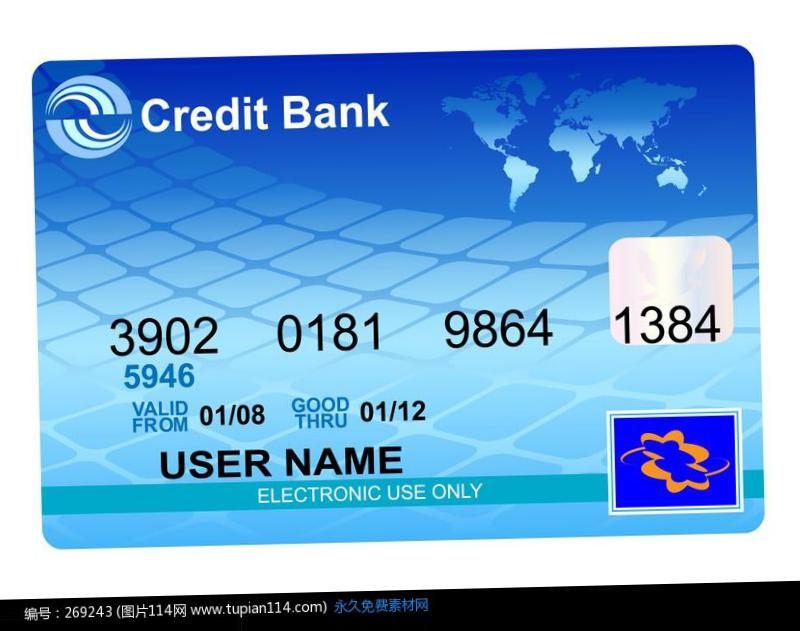 Credit Bank
3902 0181 9864 1384
5946
VALID FROM 01/08 GOOD THRU 01/12
USER NAME
ELECTRONIC USE ONLY
编号：269243 (图片114网 www.tupian114.com) 永久免费素材网